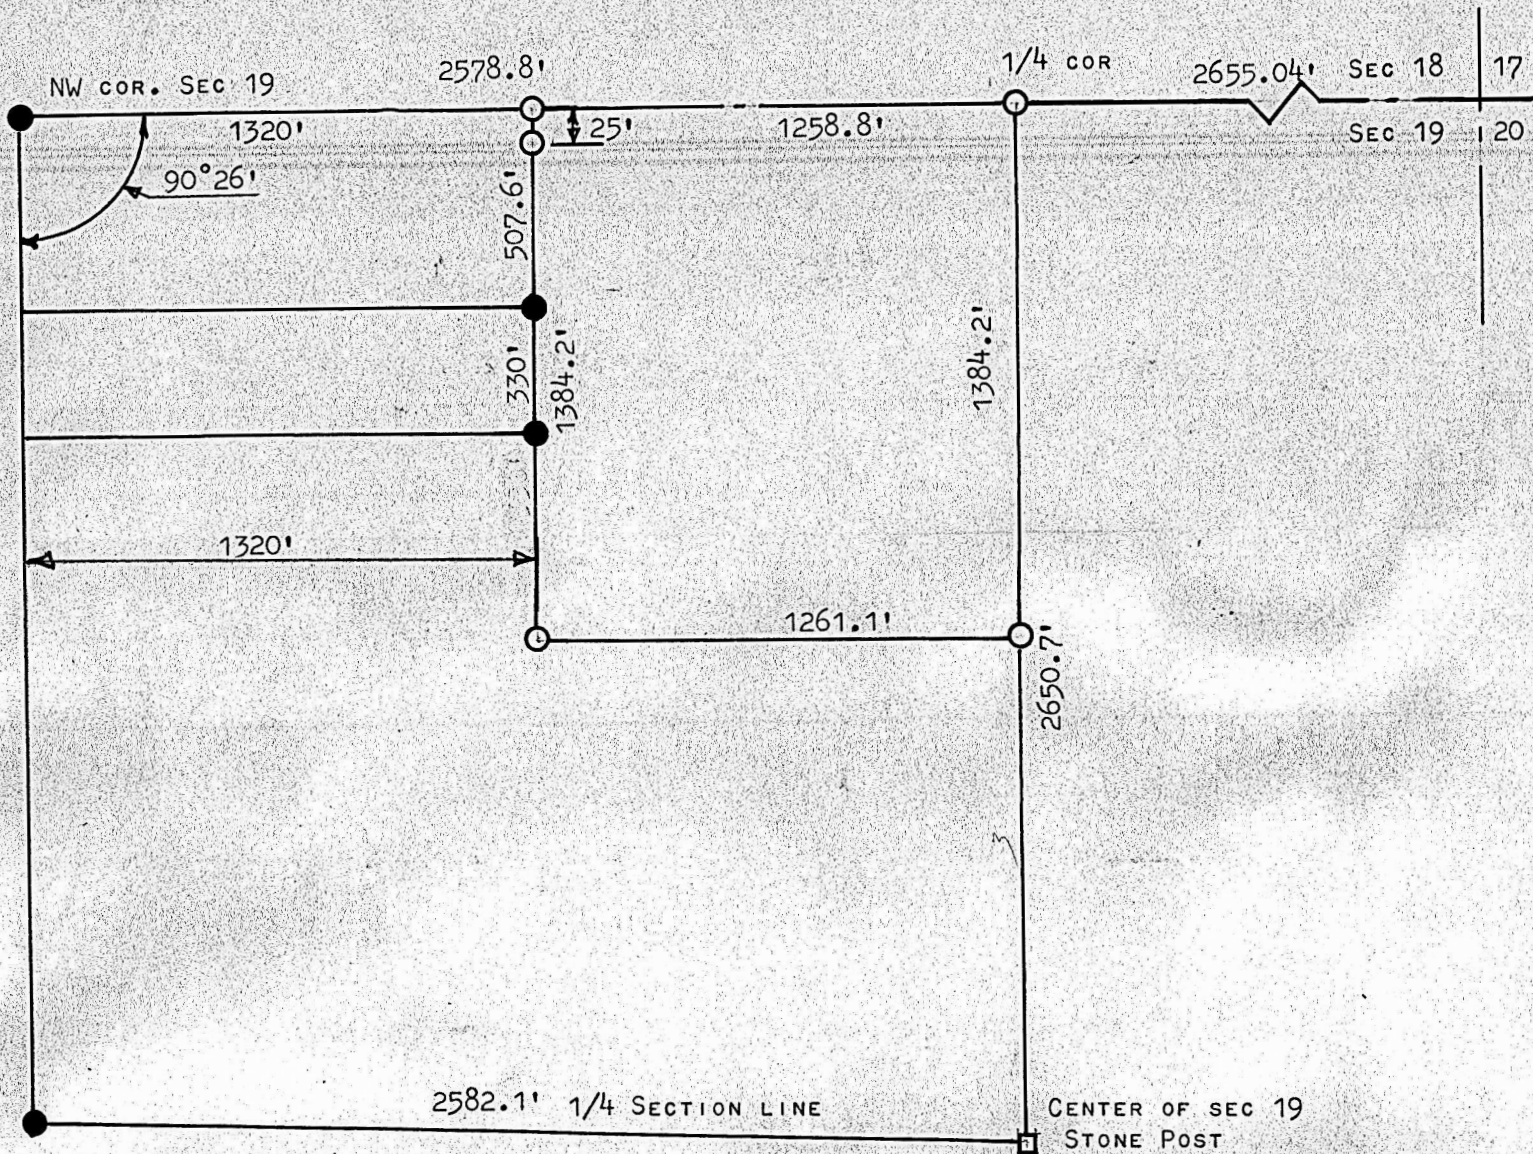 NW COR. SEC 19
2578.8'
1/4 COR
2655.04'
SEC 18
17
1320'
25'
1258.8'
SEC 19
20
90°26'
507.6'
330'
1384.2'
1384.2'
1320'
1261.1'
2650.7'
2582.1' 1/4 SECTION LINE
CENTER OF SEC 19
STONE POST